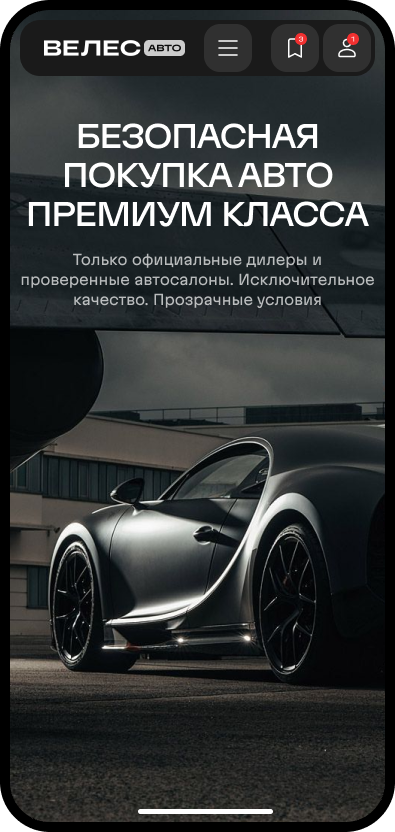 ВЕЛЕС АВТО
3
1
БЕЗОПАСНАЯ
ПОКУПКА АВТО
ПРЕМИУМ КЛАССА
Только официальные дилеры и
проверенные автосалоны. Исключительное
качество. Прозрачные условия